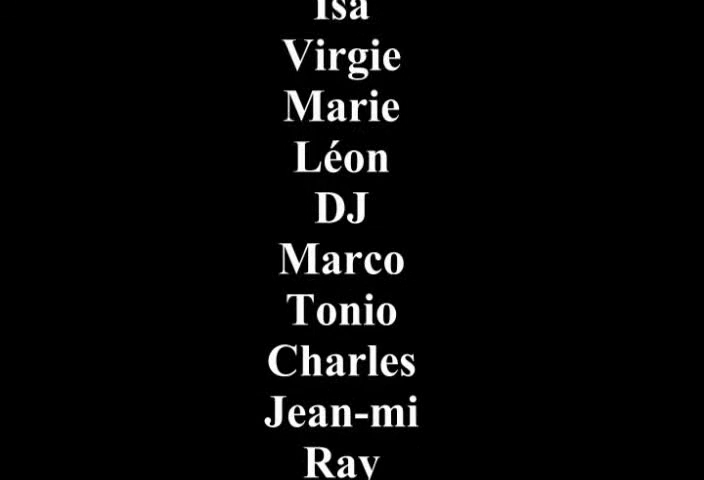 Isa
Virgie
Marie
Léon
DJ
Marco
Tonio
Charles
Jean-mi
Ray